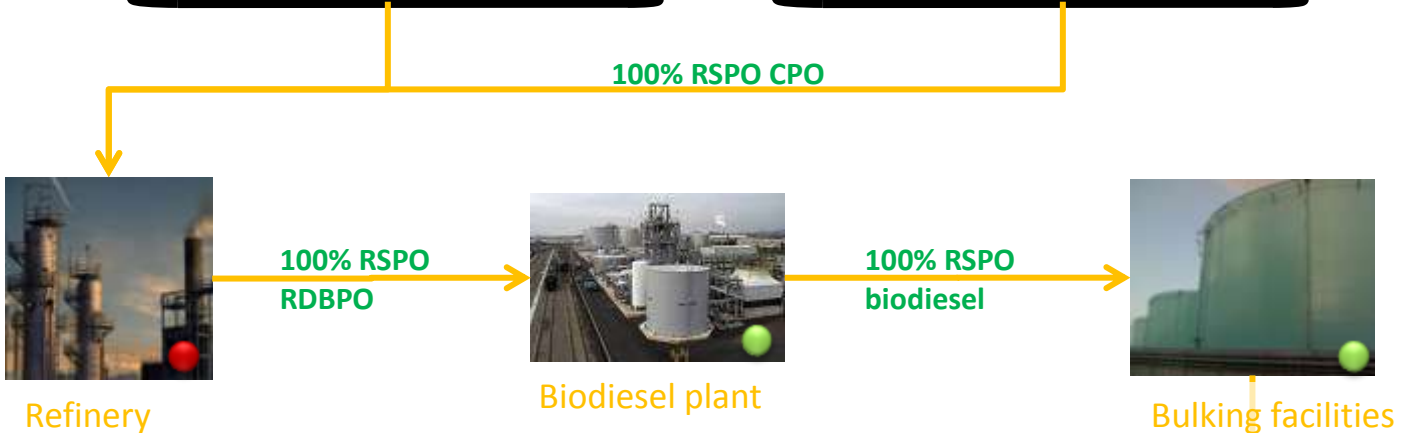 100% RSPO CPO
100% RSPO
RDBPO
100% RSPO
biodiesel
Refinery
Biodiesel plant
Bulking facilities